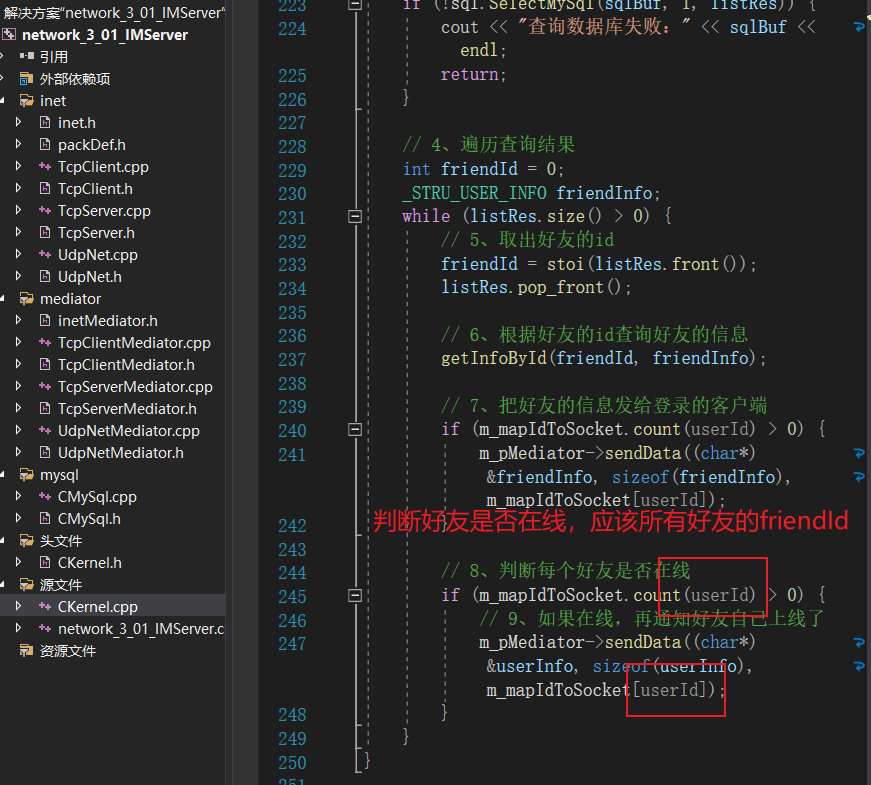 解决方案"network_3_01_IMServer"
network_3_01_IMServer
引用
外部依赖项
inet
inet.h
packDef.h
TcpClient.cpp
TcpClient.h
TcpServer.cpp
TcpServer.h
UdpNet.cpp
UdpNet.h
mediator
inetMediator.h
TcpClientMediator.cpp
TcpClientMediator.h
TcpServerMediator.cpp
TcpServerMediator.h
UdpNetMediator.cpp
UdpNetMediator.h
mysql
CMySql.cpp
CMySql.h
头文件
CKernel.h
源文件
CKernel.cpp
network_3_01_IMServer.c
资源文件
223 if (!sql.SelectMySql(sqlBuf, 1, listRes)) {
224 cout << "查询数据库失败：" << sqlBuf <<
endl;
225 return;
226 }
227
228 // 4、遍历查询结果
229 int friendId = 0;
230 _STRU_USER_INFO friendInfo;
231 while (listRes.size() > 0) {
232 // 5、取出好友的id
233 friendId = stoi(listRes.front());
234 listRes.pop_front();
235
236 // 6、根据好友的id查询好友的信息
237 getInfoById(friendId, friendInfo);
238
239 // 7、把好友的信息发给登录的客户端
240 if (m_mapIdToSocket.count(userId) > 0) {
241 m_pMediator->sendData((char*)
&friendInfo, sizeof(friendInfo),
m_mapIdToSocket[userId]);
242 }
判断好友是否在线，应该所有好友的friendId
243
244 // 8、判断每个好友是否在线
245 if (m_mapIdToSocket.count(userId) > 0) {
246 // 9、如果在线，再通知好友自己上线了
247 m_pMediator->sendData((char*)
&userInfo, sizeof(userInfo),
m_mapIdToSocket[userId]);
248 }
249 }
250 }
251